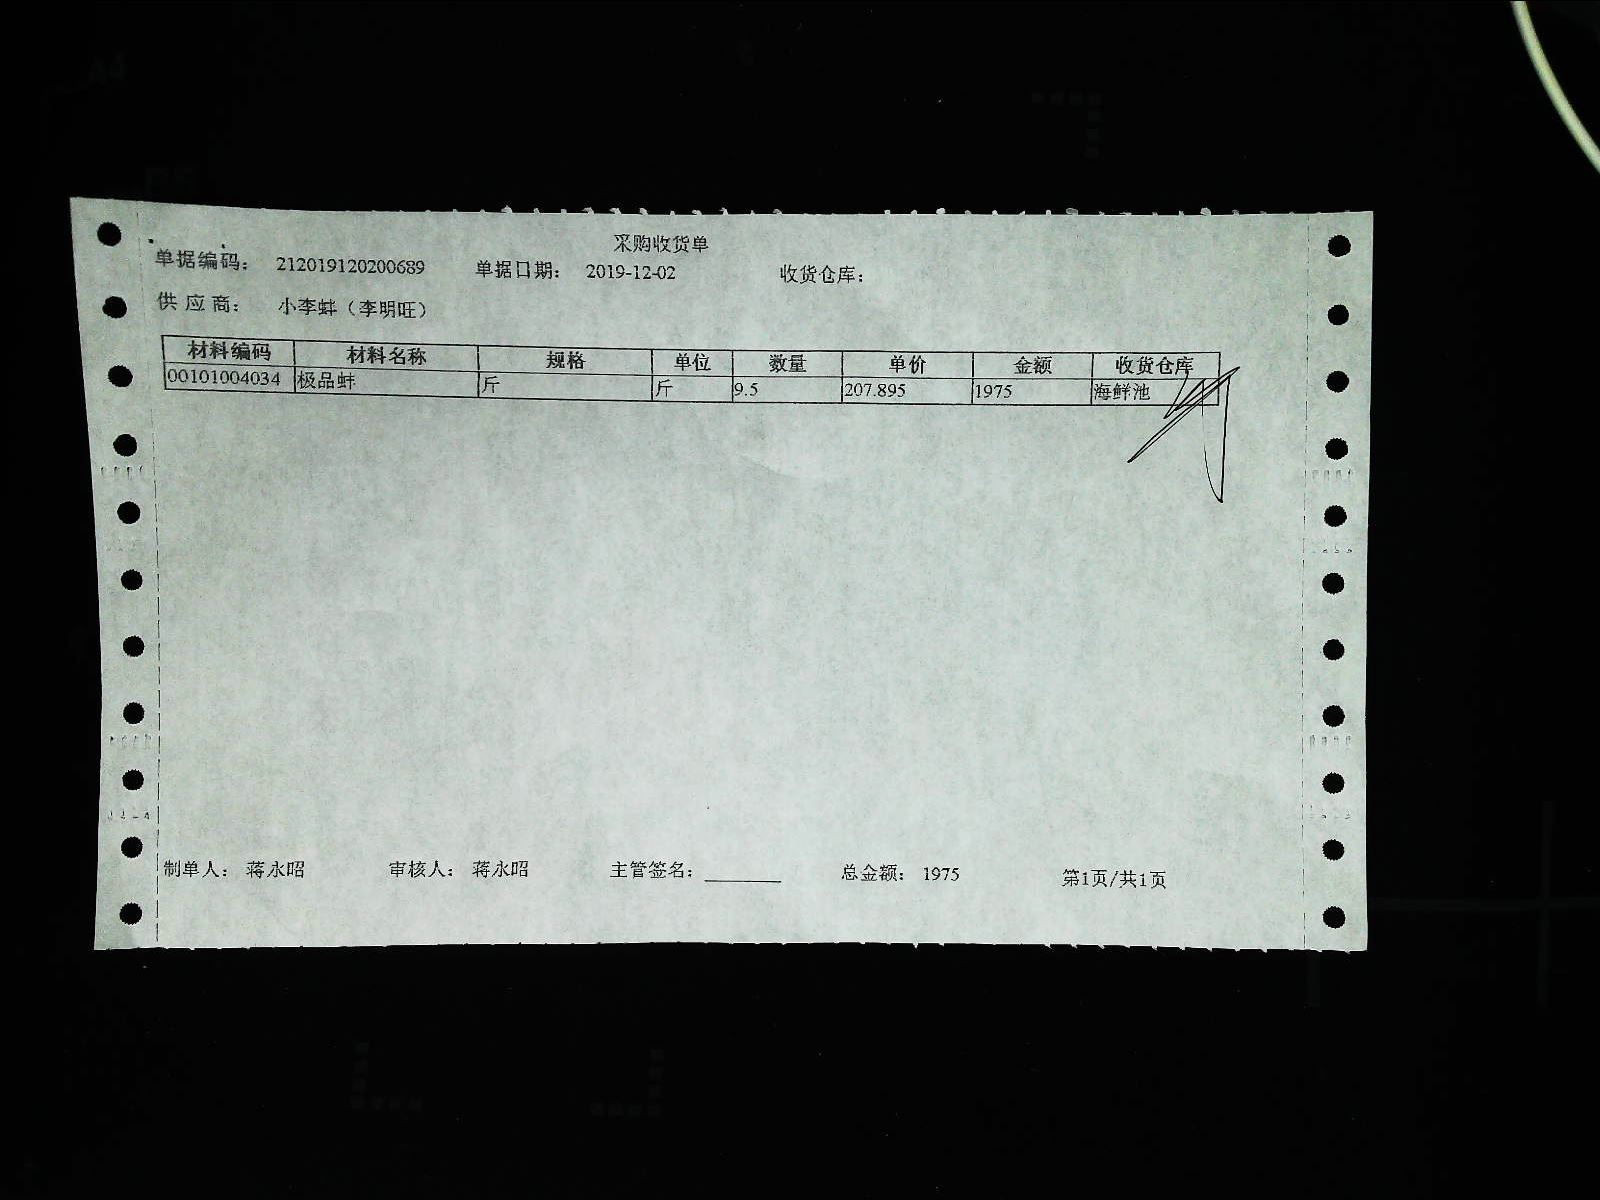 采购收货单
单据编码: 212019120200689 单据日期: 2019-12-02 收货仓库:
供应商: 小李蚌（李明旺）
材料编码 材料名称 规格 单位 数量 单价 金额 收货仓库
00101004034 极品蚌 斤 斤 9.5 207.895 1975 海鲜池
制单人: 蒋永昭 审核人: 蒋永昭 主管签名: 总金额: 1975 第1页/共1页